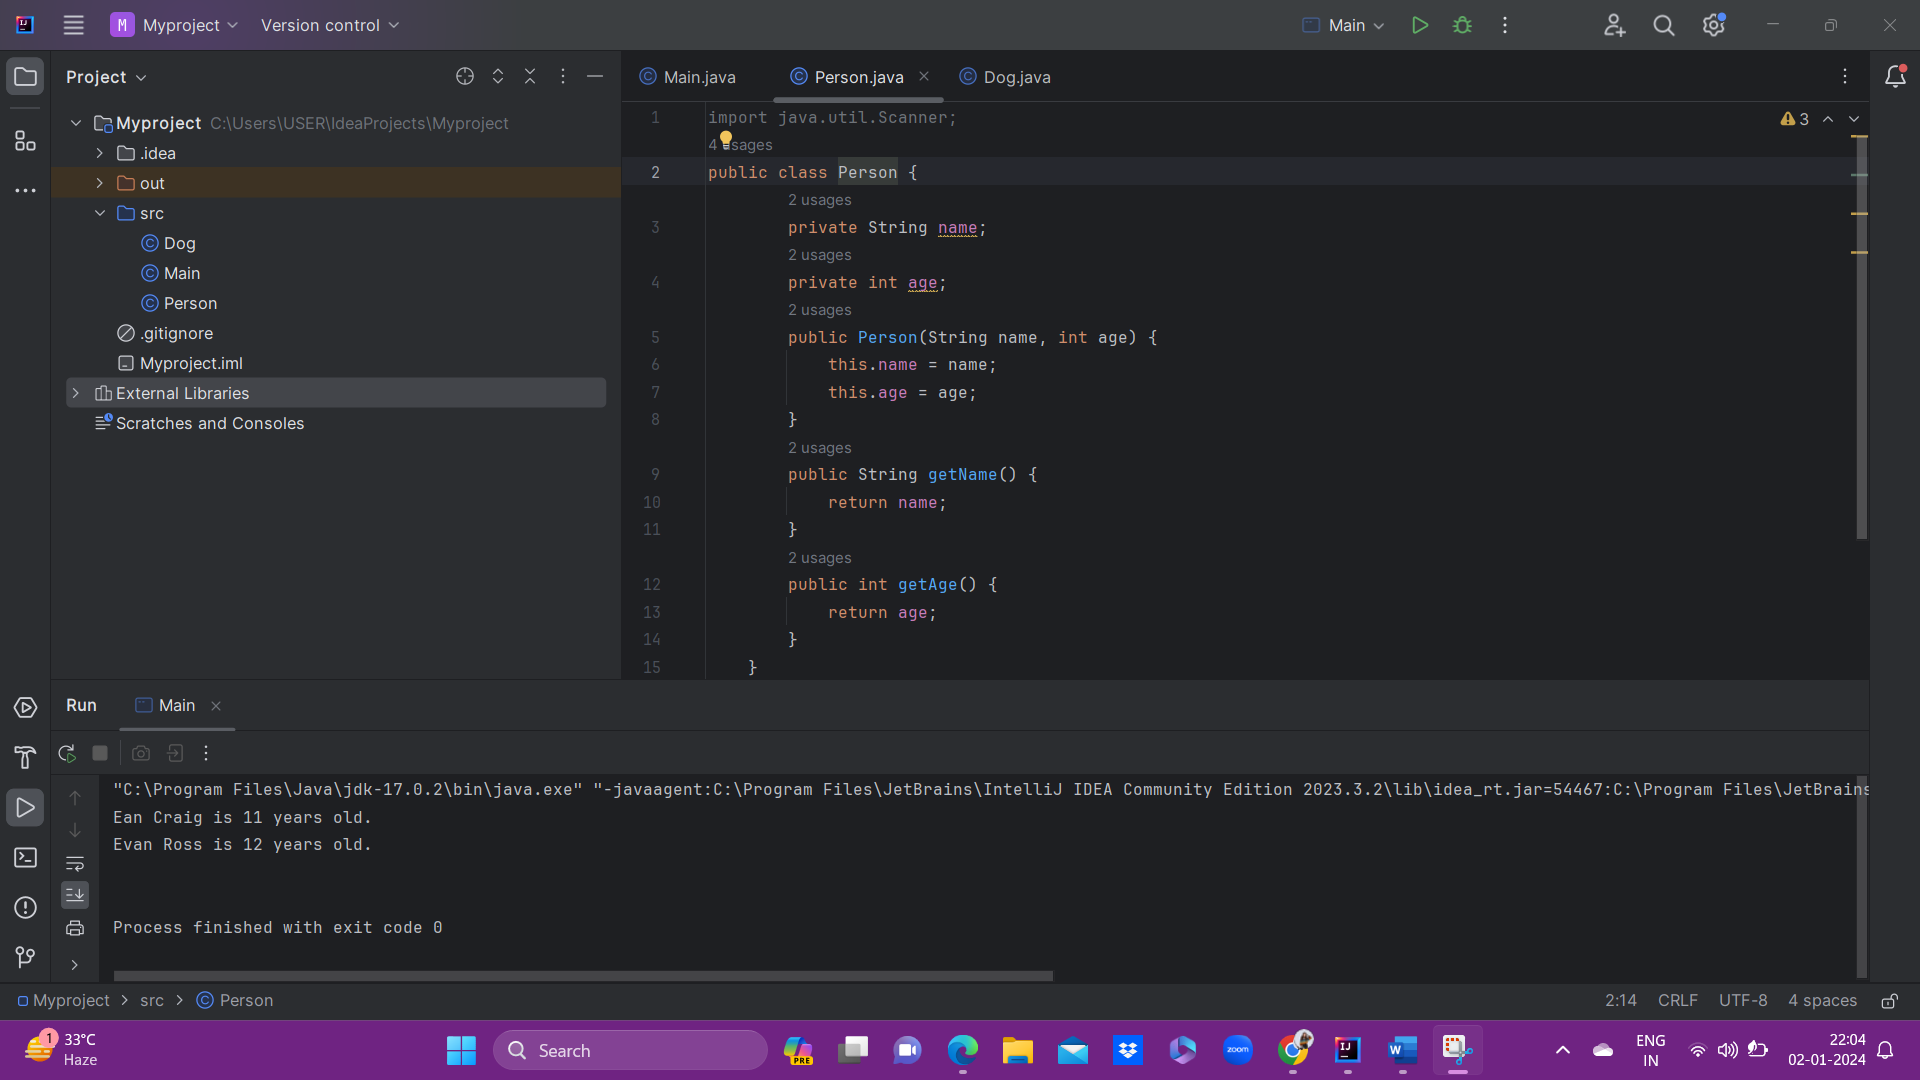 M Myproject Version control Main
Project
Main.java Person.java Dog.java
Myproject C:\Users\USER\IdeaProjects\Myproject
.idea
out
src
Dog
Main
Person
.gitignore
Myproject.iml
External Libraries
Scratches and Consoles
3
1 import java.util.Scanner;
4 usages
2 public class Person {
2 usages
3 private String name;
2 usages
4 private int age;
2 usages
5 public Person(String name, int age) {
6 this.name = name;
7 this.age = age;
8 }
2 usages
9 public String getName() {
10 return name;
11 }
2 usages
12 public int getAge() {
13 return age;
14 }
15 }
Run Main
"C:\Program Files\Java\jdk-17.0.2\bin\java.exe" "-javaagent:C:\Program Files\JetBrains\IntelliJ IDEA Community Edition 2023.3.2\lib\idea_rt.jar=54467:C:\Program Files\JetBrains
Ean Craig is 11 years old.
Evan Ross is 12 years old.
Process finished with exit code 0
Myproject src Person 2:14 CRLF UTF-8 4 spaces
1 33°C
Haze
Search
PRE
zoom
IJ
W
ENG
IN
22:04
02-01-2024